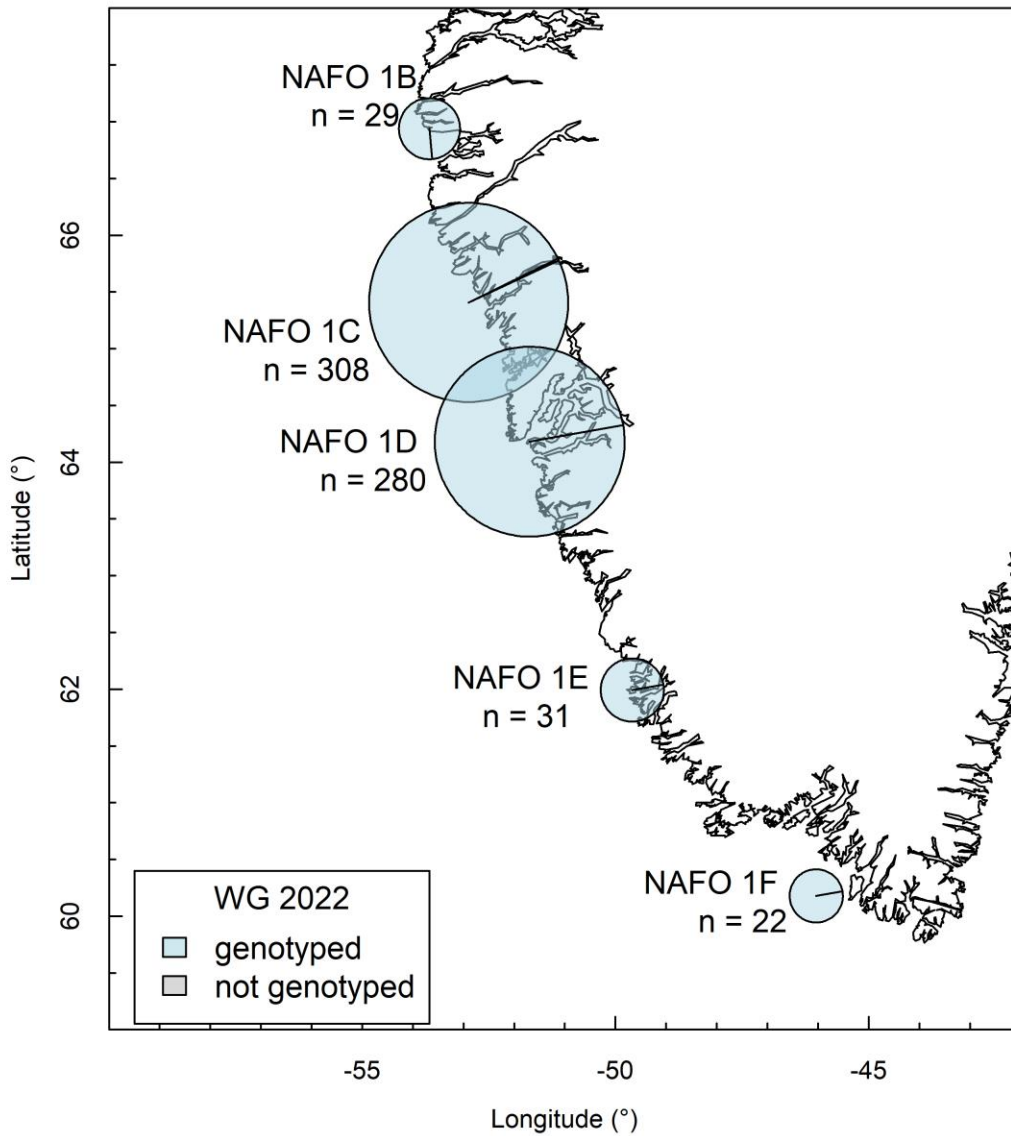 NAFO 1B
n = 29
66
NAFO 1C
n = 308
NAFO 1D
n = 280
64
Latitude (°)
NAFO 1E
n = 31
62
NAFO 1F
n = 22
60
WG 2022
genotyped
not genotyped
-55
-50
-45
Longitude (°)